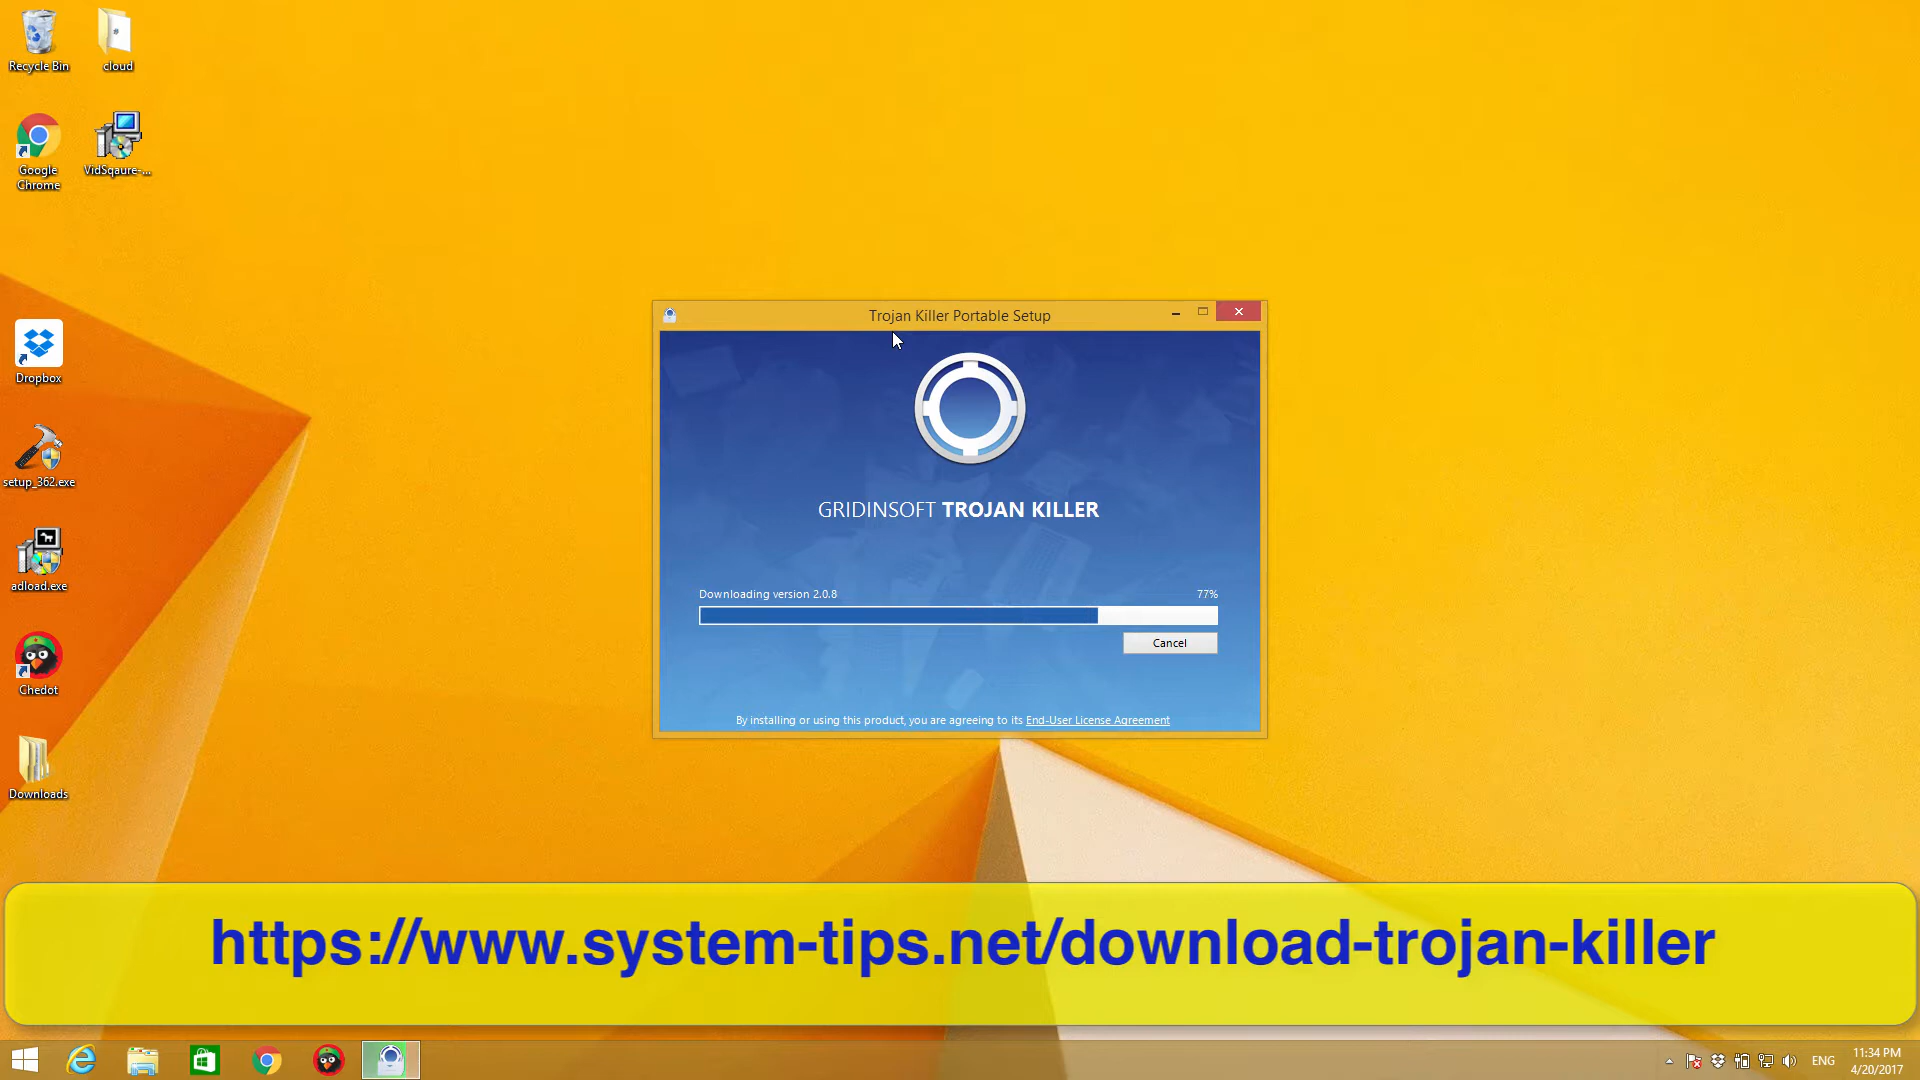 Recycle Bin
cloud
Google
Chrome
VidSqaure-...
Dropbox
setup_362.exe
adload.exe
Chedot
Downloads
Trojan Killer Portable Setup
GRIDINSOFT TROJAN KILLER
Downloading version 2.0.8
77%
Cancel
By installing or using this product, you are agreeing to its End-User License Agreement
https://www.system-tips.net/download-trojan-killer
ENG
11:34 PM
4/20/2017